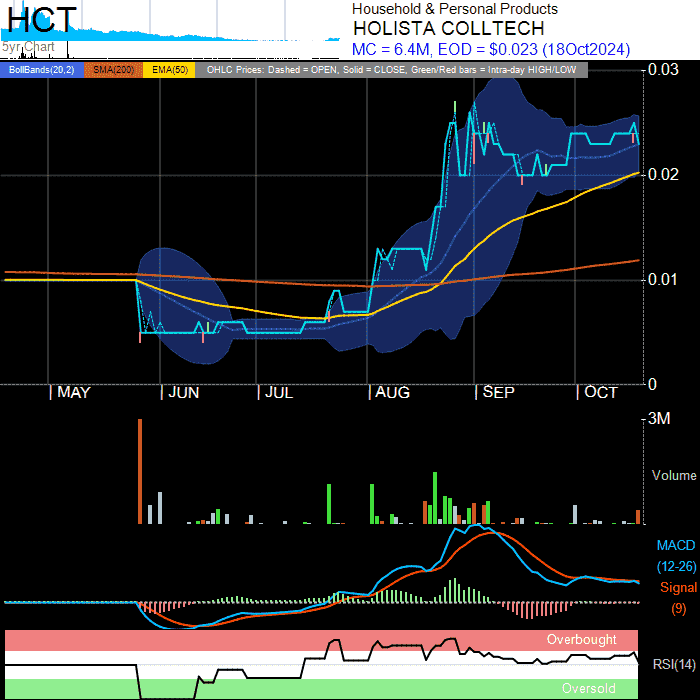 HCT
5yr Chart
Household & Personal Products
HOLISTA COLLTECH
MC = 6.4M, EOD = $0.023 (18Oct2024)
BollBands(20,2) SMA(200) EMA(50) OHLC Prices: Dashed = OPEN, Solid = CLOSE, Green/Red bars = Intra-day HIGH/LOW
0.03
0.02
0.01
0
| MAY | JUN | JUL | AUG | SEP | OCT
3M
Volume
MACD
(12-26)
Signal
(9)
Overbought
RSI(14)
Oversold